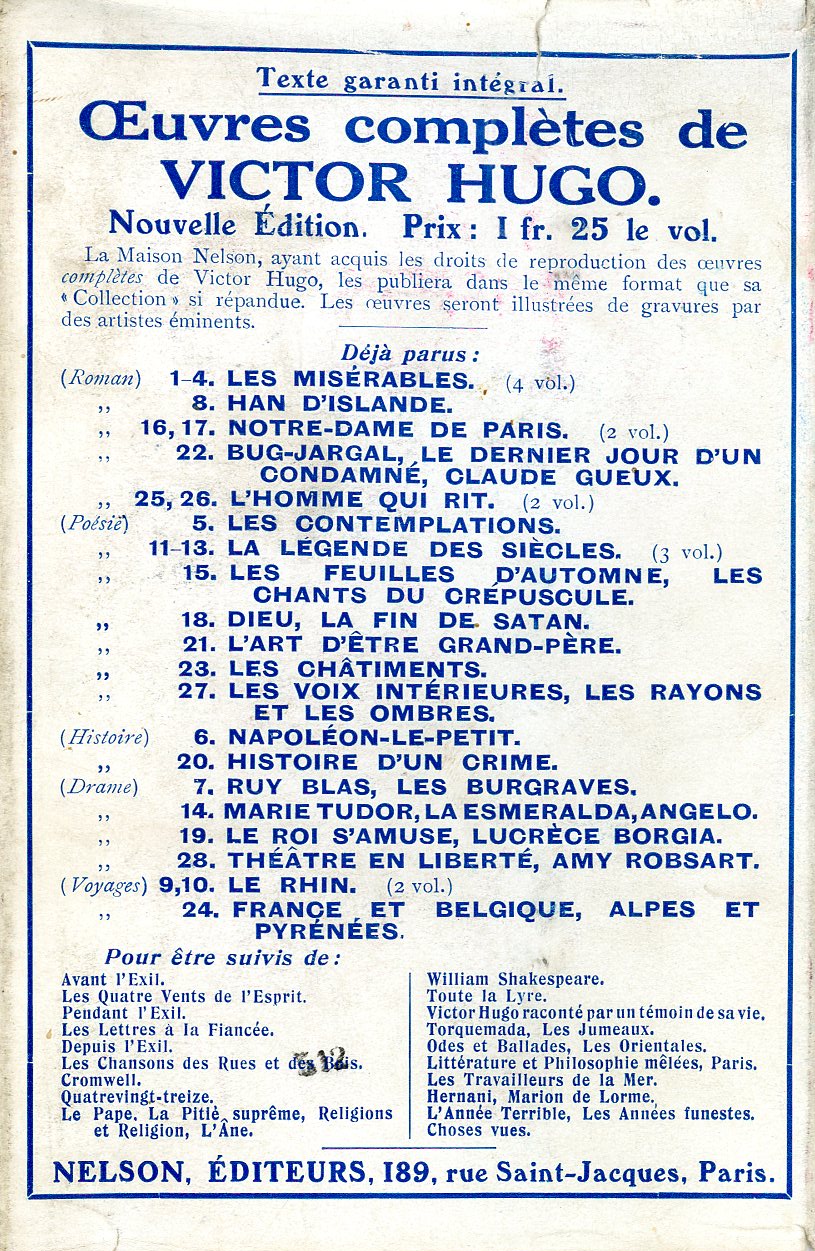 Texte garanti intégral.
Œuvres complètes de
VICTOR HUGO.
Nouvelle Édition. Prix : 1 fr. 25 le vol.
La Maison Nelson, ayant acquis les droits de reproduction des œuvres
complètes de Victor Hugo, les publiera dans le même format que sa
« Collection » si répandue. Les œuvres seront illustrées de gravures par
des artistes éminents.
Déjà parus :
(Roman) 1–4. LES MISÉRABLES. (4 vol.)
,, 8. HAN D'ISLANDE.
,, 16, 17. NOTRE-DAME DE PARIS. (2 vol.)
,, 22. BUG-JARGAL, LE DERNIER JOUR D'UN
CONDAMNÉ, CLAUDE GUEUX.
,, 25, 26. L'HOMME QUI RIT. (2 vol.)
(Poésie) 5. LES CONTEMPLATIONS.
,, 11–13. LA LÉGENDE DES SIÈCLES. (3 vol.)
,, 15. LES FEUILLES D'AUTOMNE, LES
CHANTS DU CRÉPUSCULE.
,, 18. DIEU, LA FIN DE SATAN.
,, 21. L'ART D'ÊTRE GRAND-PÈRE.
,, 23. LES CHÂTIMENTS.
,, 27. LES VOIX INTÉRIEURES, LES RAYONS
ET LES OMBRES.
(Histoire) 6. NAPOLÉON-LE-PETIT.
,, 20. HISTOIRE D'UN CRIME.
(Drame) 7. RUY BLAS, LES BURGRAVES.
,, 14. MARIE TUDOR, LA ESMERALDA, ANGELO.
,, 19. LE ROI S'AMUSE, LUCRÈCE BORGIA.
,, 28. THÉÂTRE EN LIBERTÉ, AMY ROBSART.
(Voyages) 9, 10. LE RHIN. (2 vol.)
,, 24. FRANCE ET BELGIQUE, ALPES ET
PYRÉNÉES.
Pour être suivis de :
Avant l'Exil.
Les Quatre Vents de l'Esprit.
Pendant l'Exil.
Les Lettres à la Fiancée.
Depuis l'Exil.
Les Chansons des Rues et des Bois.
Cromwell.
Quatrevingt-treize.
Le Pape. La Pitié suprême, Religions
et Religion, L'Âne.
William Shakespeare.
Toute la Lyre.
Victor Hugo raconté par un témoin de sa vie.
Torquemada, Les Jumeaux.
Odes et Ballades, Les Orientales.
Littérature et Philosophie mêlées, Paris.
Les Travailleurs de la Mer.
Hernani, Marion de Lorme.
L'Année Terrible, Les Années funestes.
Choses vues.
NELSON, ÉDITEURS, 189, rue Saint-Jacques, Paris.